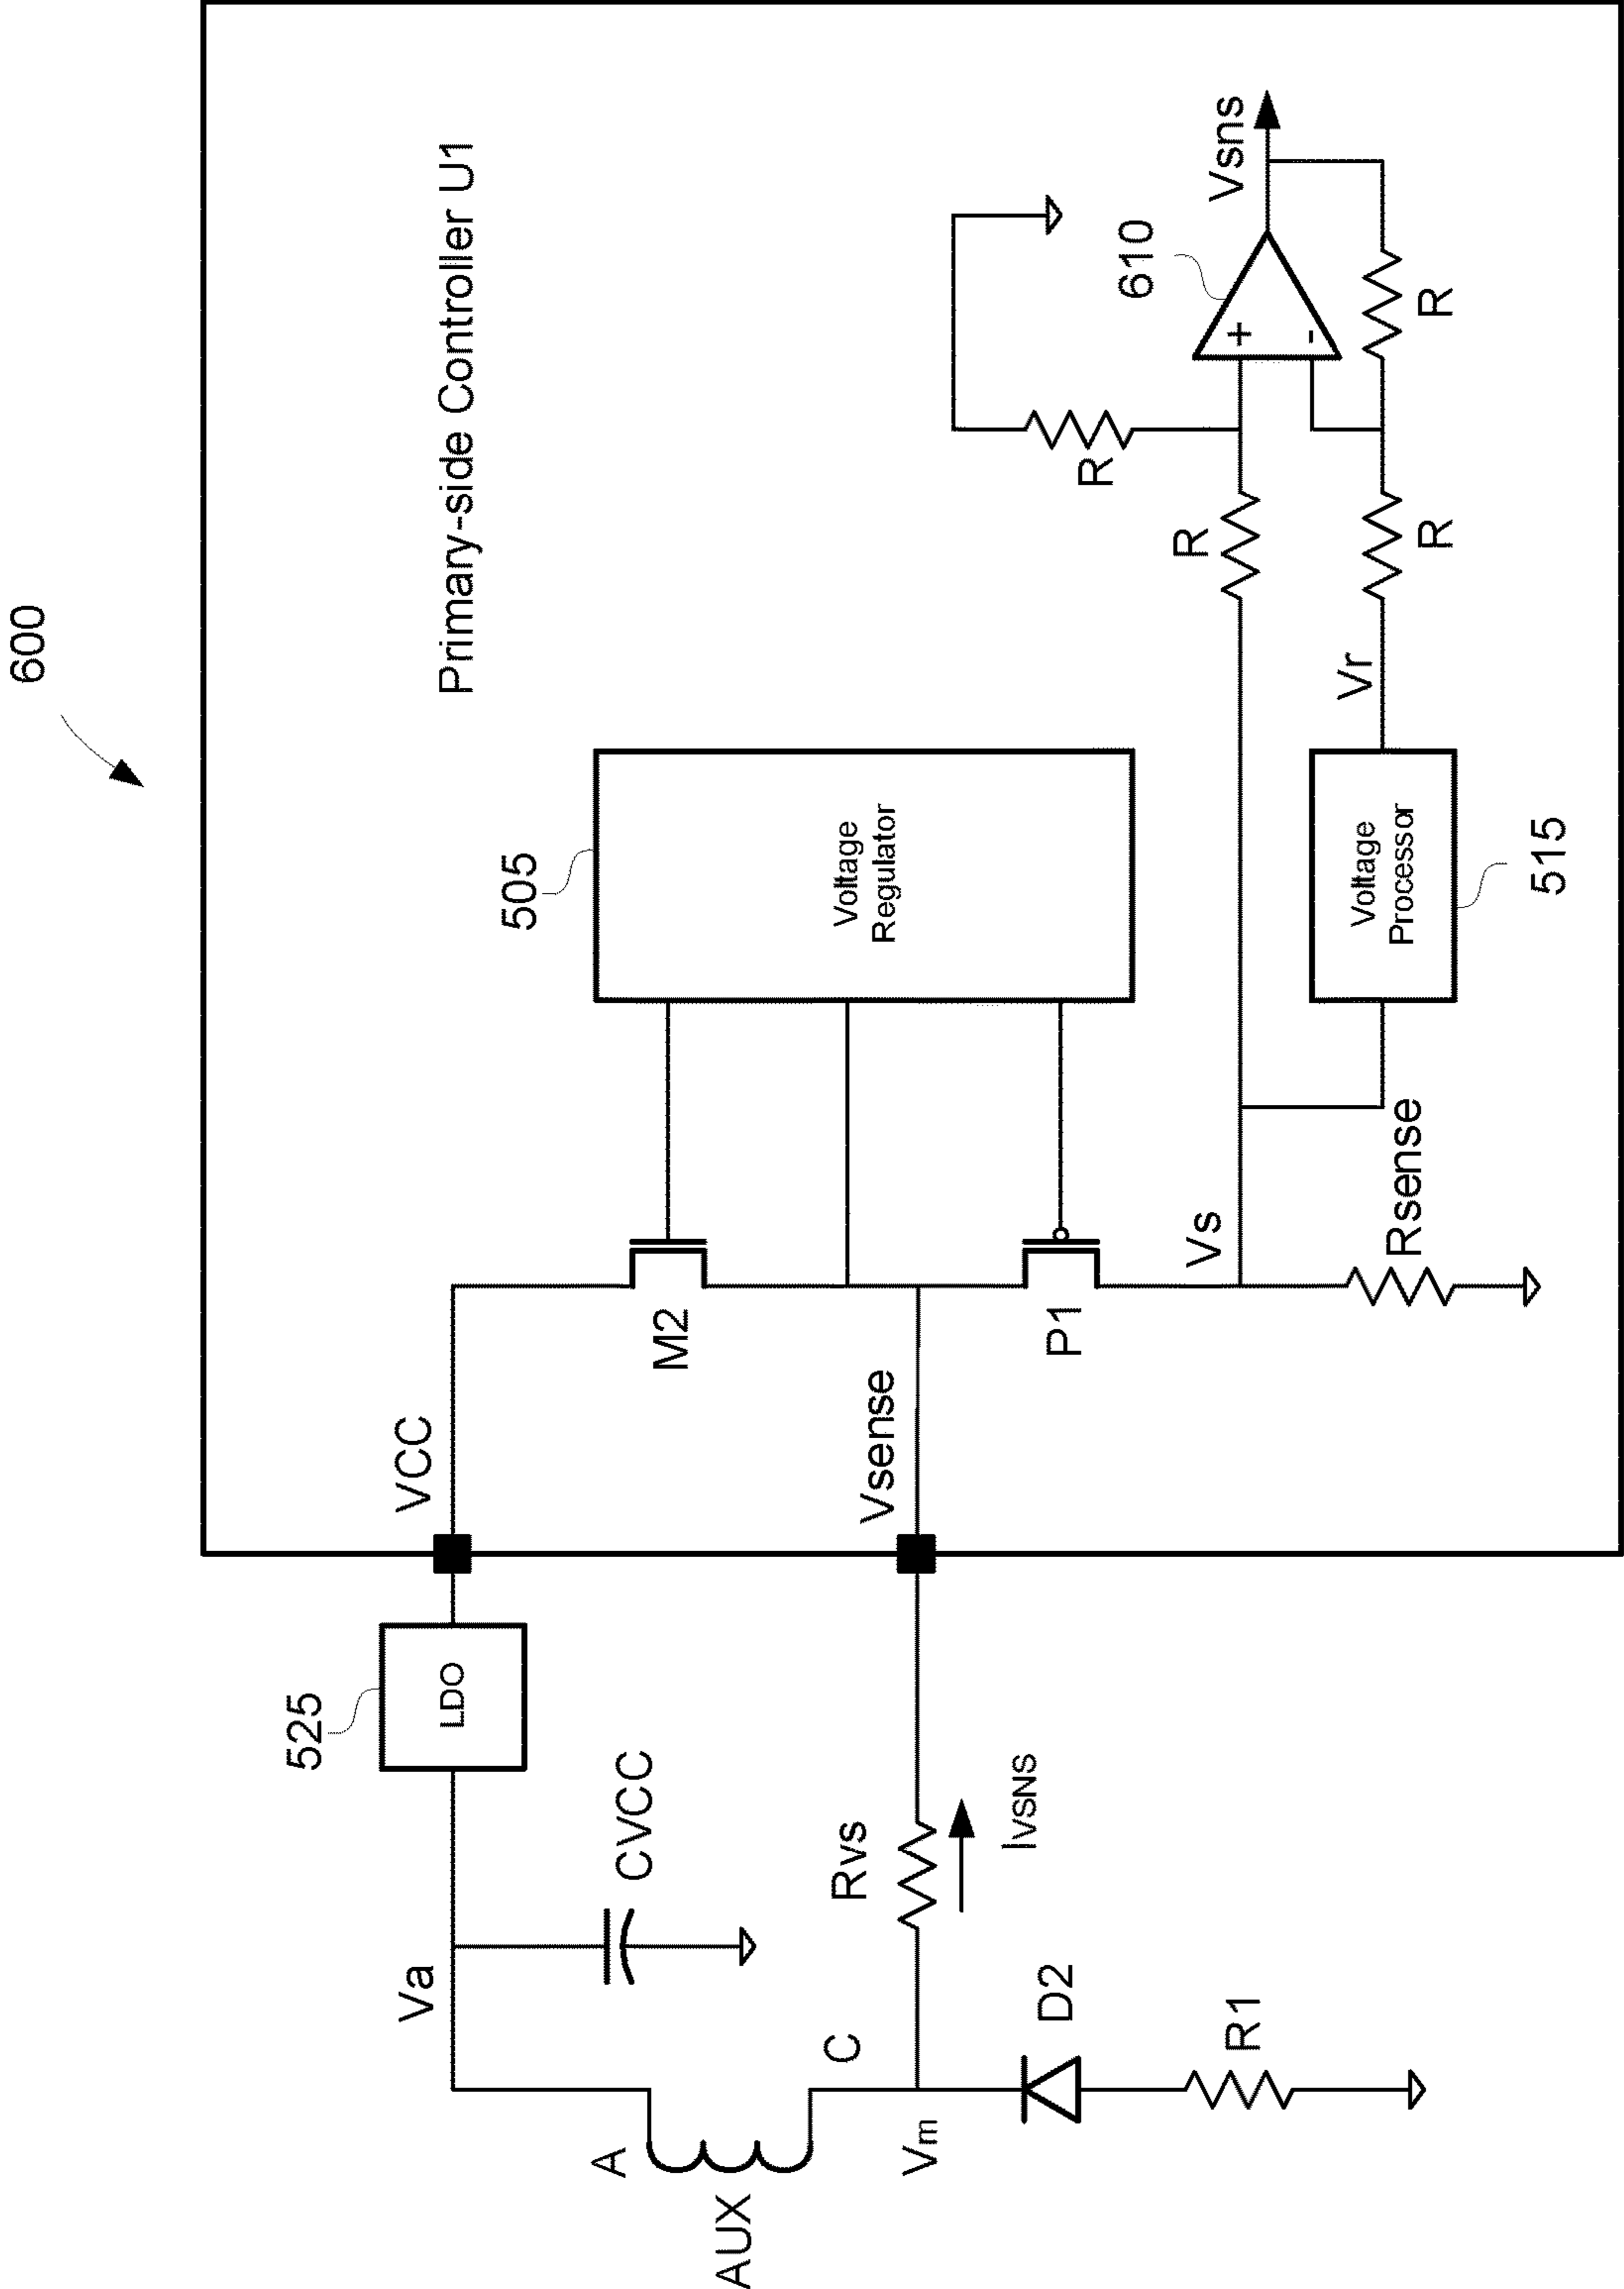 600
Primary-side Controller U1
525
LDO
VCC
505
Voltage
Regulator
Va
CVCC
M2
A
AUX
C
Rvs
Vsense
IVSNS
P1
Vm
D2
R1
Vs
Rsense
Voltage
Processor
515
Vr
R
R
R
R
610
+
-
Vsns